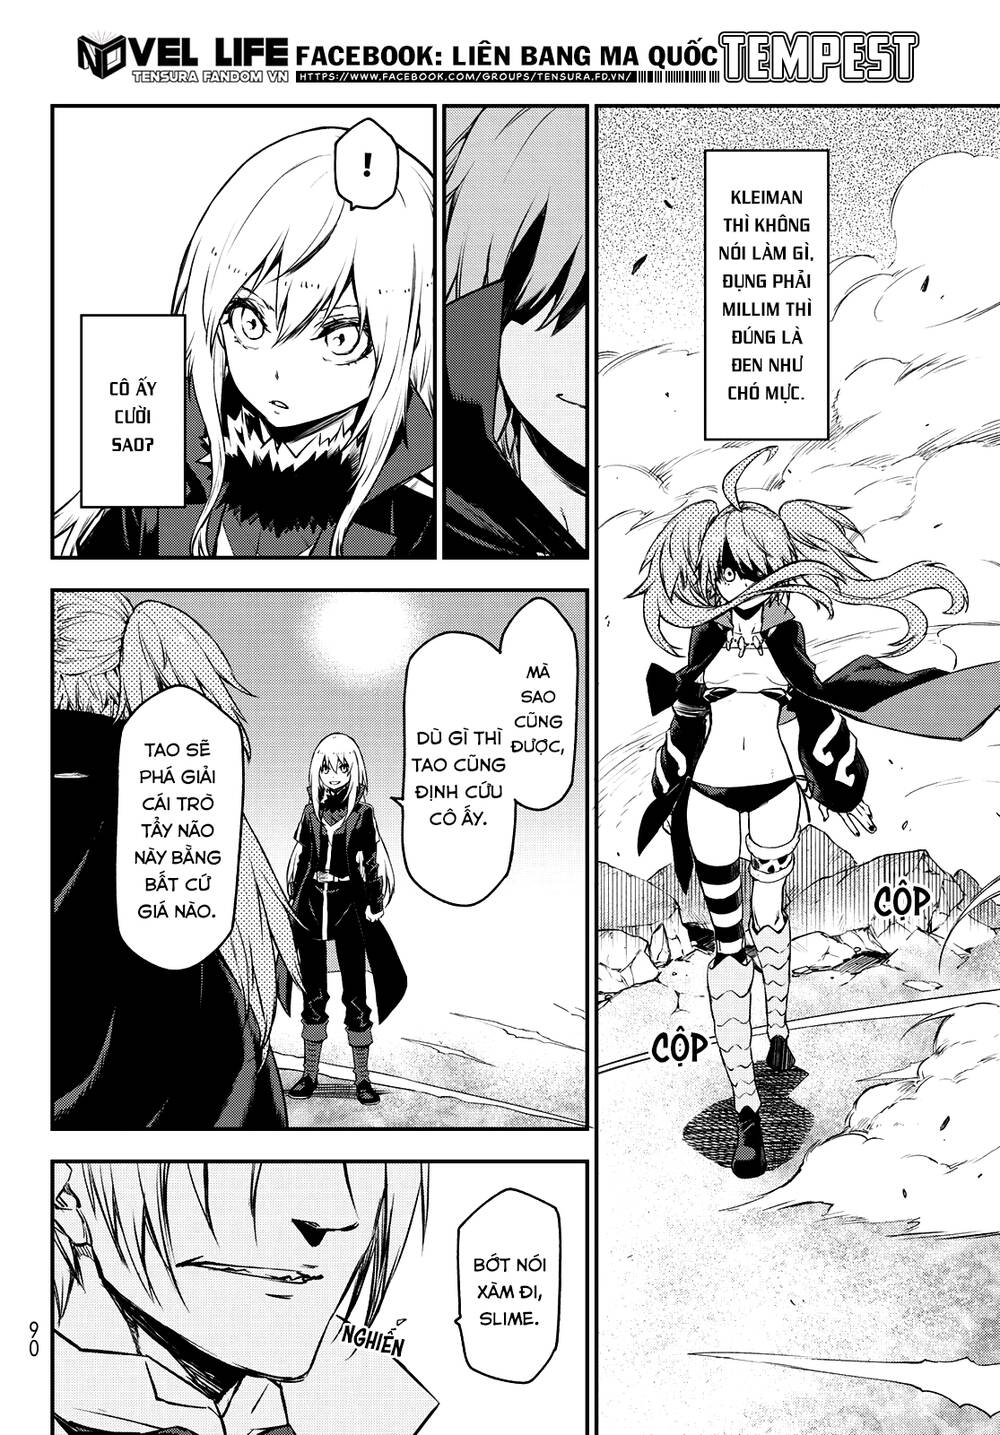 NOVEL LIFE
TENSURA FANDOM VN
FACEBOOK: LIÊN BANG MA QUỐC
HTTPS://WWW.FACEBOOK.COM/GROUPS/TENSURA.FD.VN/
TEMPEST
KLEIMAN
THÌ KHÔNG
NÓI LÀM GÌ,
ĐỤNG PHẢI
MILLIM THÌ
ĐÚNG LÀ
ĐEN NHƯ
CHÓ MỰC.
CỘP
CỘP
!
CÔ ẤY
CƯỜI
SAO?
MÀ
SAO
CŨNG
ĐƯỢC,
DÙ GÌ THÌ
TAO CŨNG
ĐỊNH CỨU
CÔ ẤY.
TAO SẼ
PHÁ GIẢI
CÁI TRÒ
TẨY NÃO
NÀY BẰNG
BẤT CỨ
GIÁ NÀO.
BỚT NÓI
XÀM ĐI,
SLIME.
NGHIẾN
90